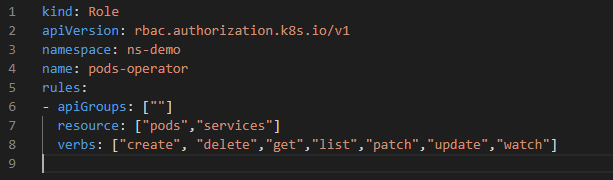 1 kind: Role
2 apiVersion: rbac.authorization.k8s.io/v1
3 namespace: ns-demo
4 name: pods-operator
5 rules:
6 - apiGroups: [""]
7   resource: ["pods","services"]
8   verbs: ["create", "delete","get","list","patch","update","watch"]
9